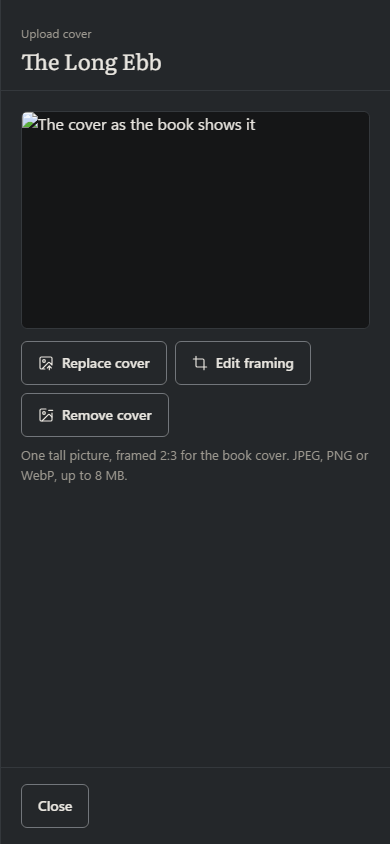 Upload cover
The Long Ebb
The cover as the book shows it
Replace cover
Edit framing
Remove cover
One tall picture, framed 2:3 for the book cover. JPEG, PNG or
WebP, up to 8 MB.
Close